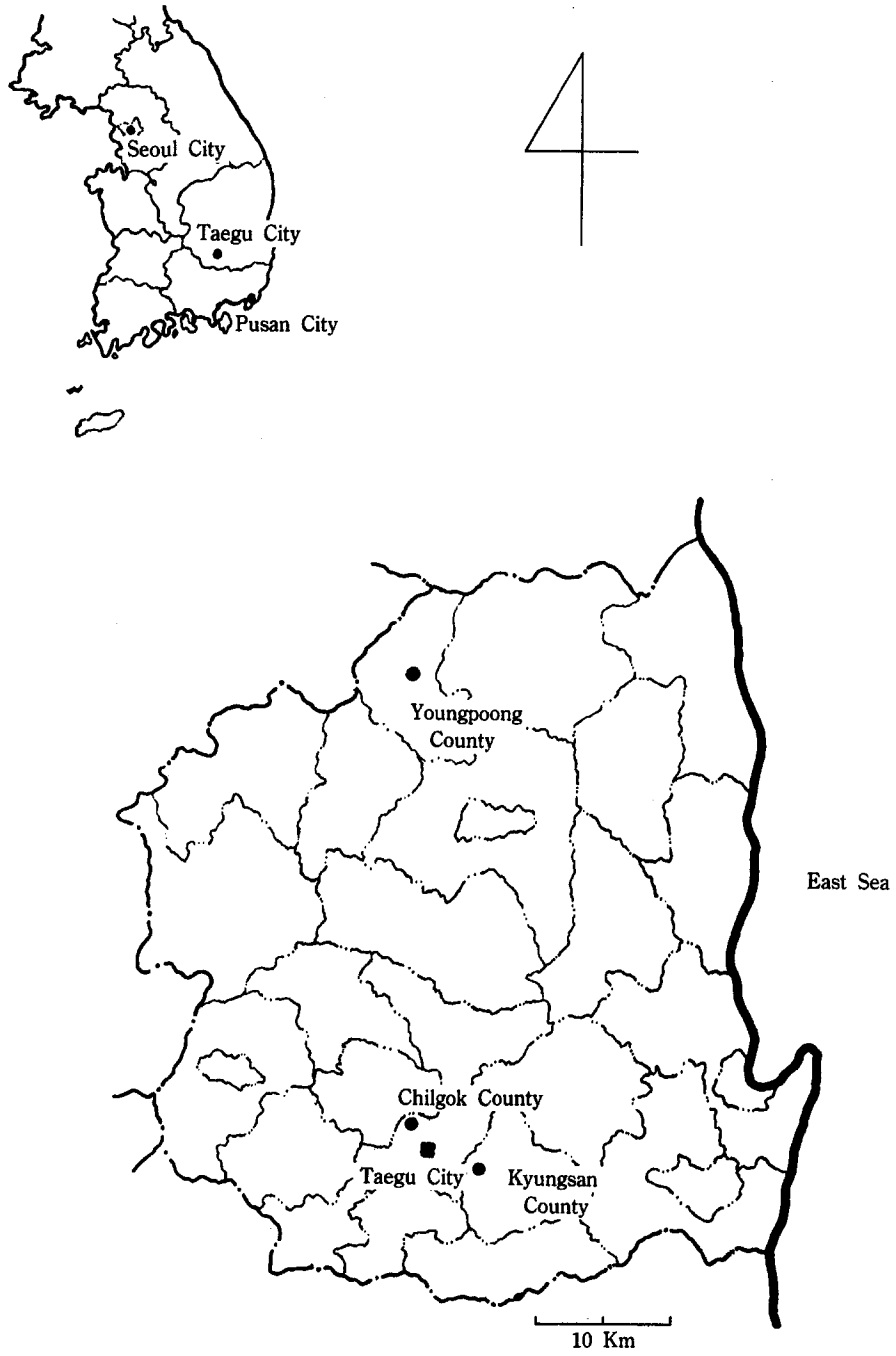 Seoul City
Taegu City
Pusan City
Youngpoong
County
East Sea
Chilgok County
Taegu City
Kyungsan
County
10 Km